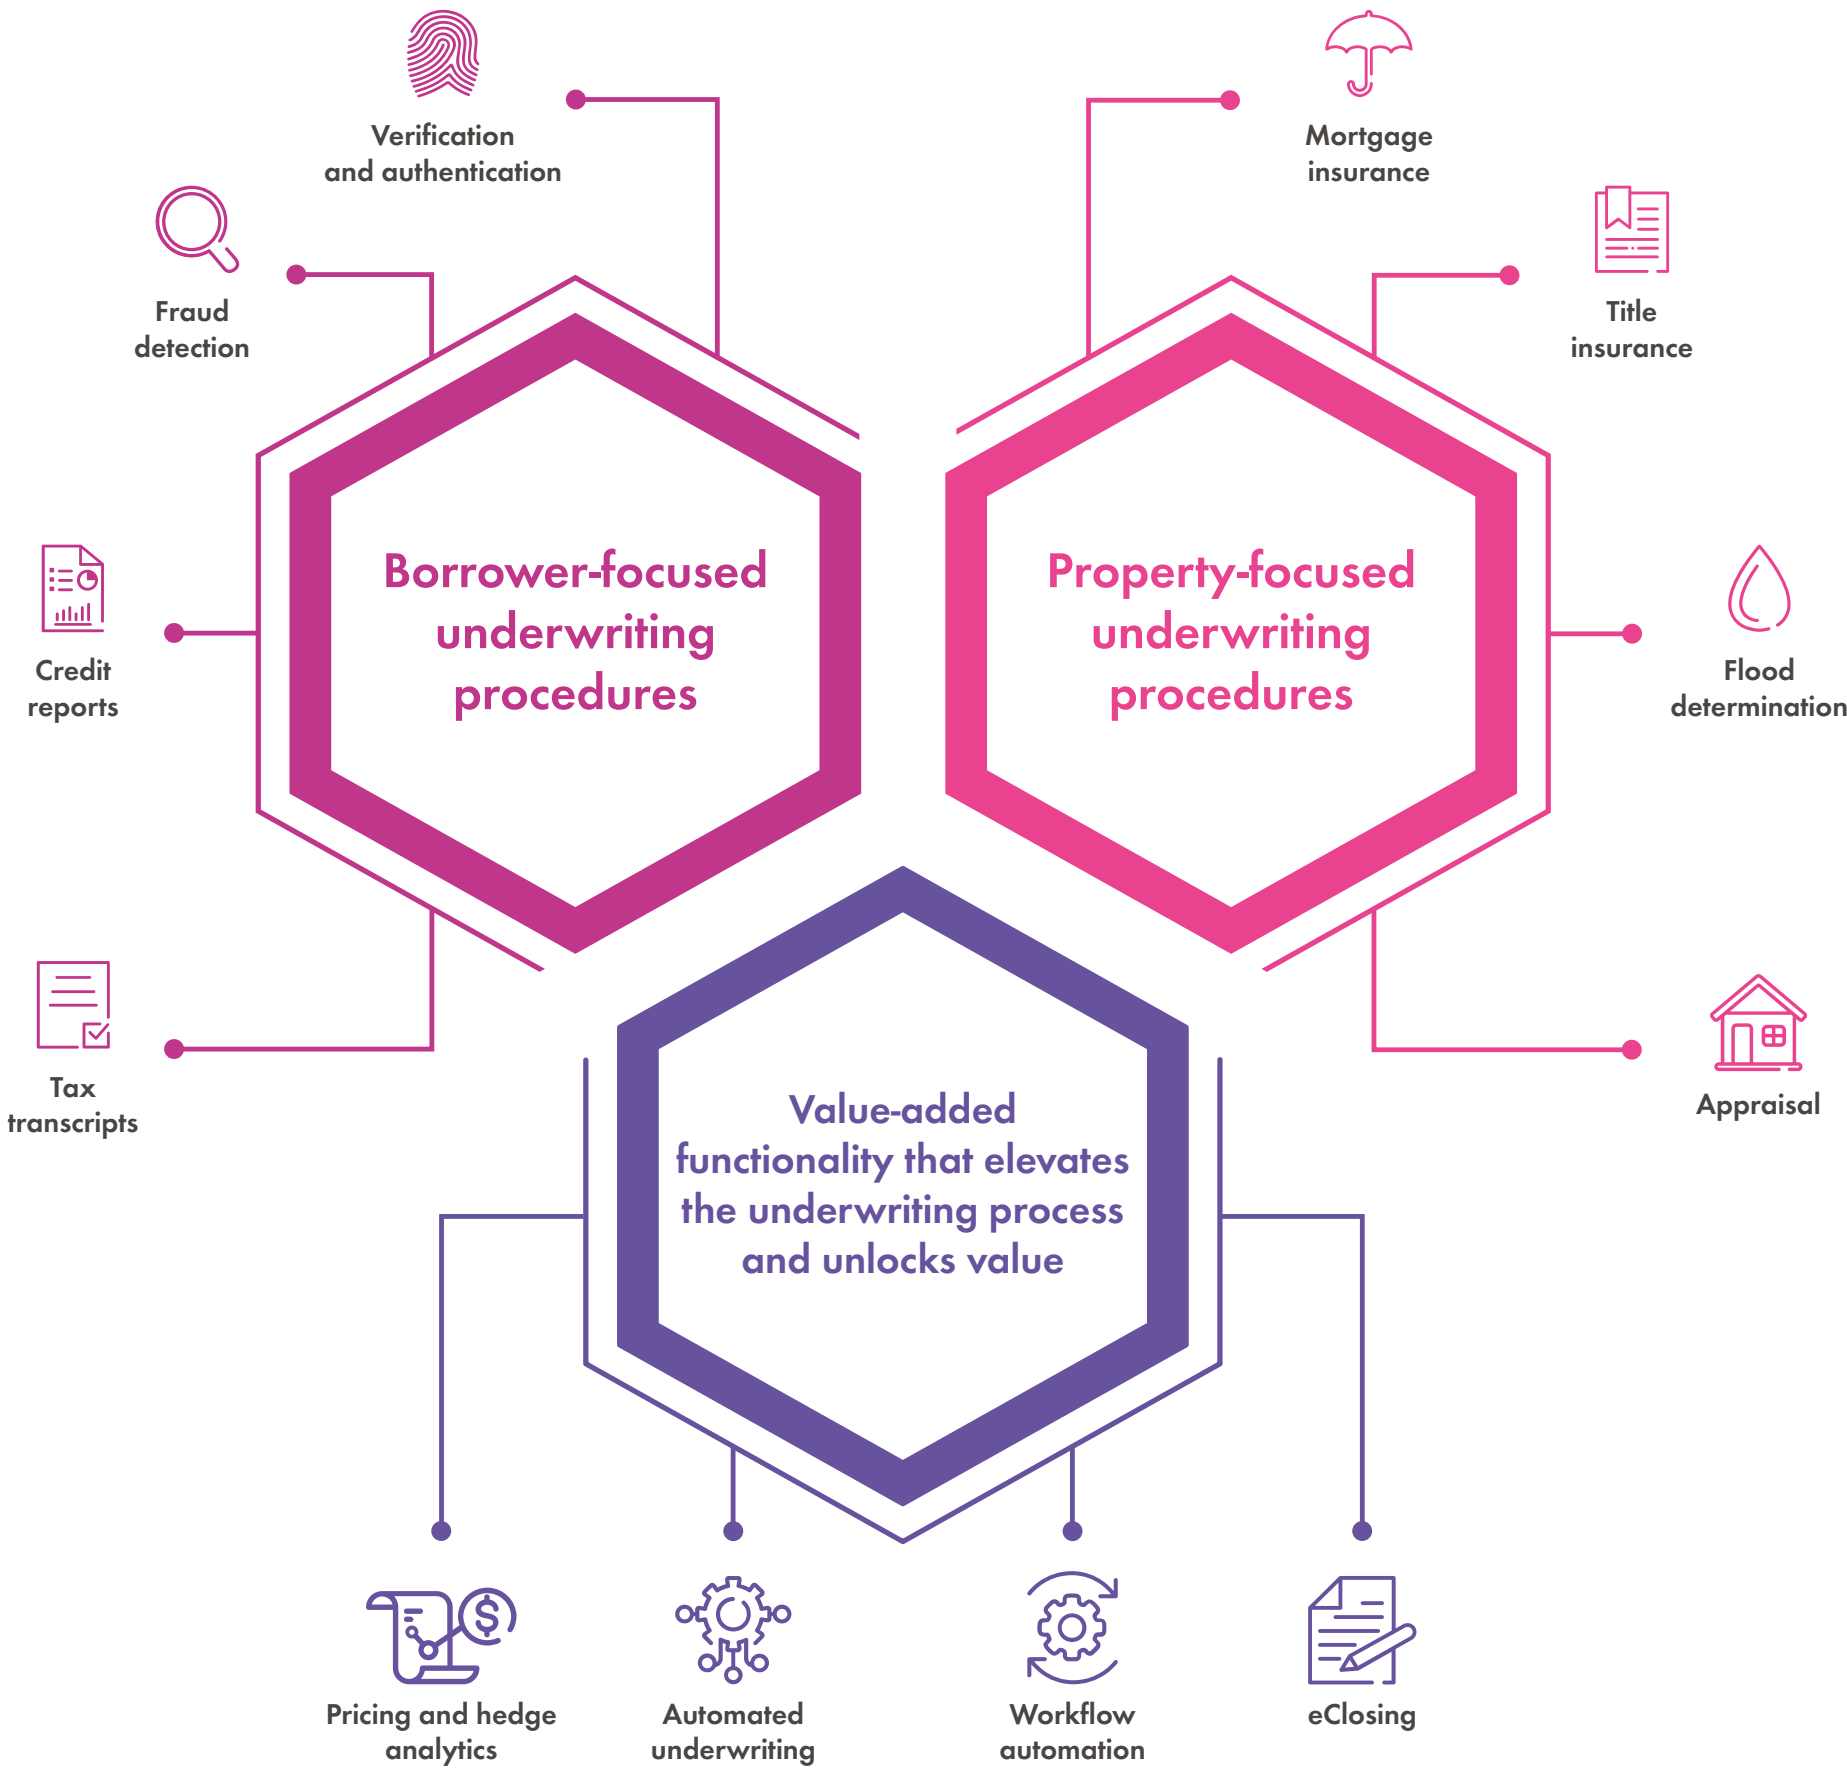 Verification
and authentication
Fraud
detection
Credit
reports
Tax
transcripts
Borrower-focused
underwriting
procedures
Mortgage
insurance
Title
insurance
Flood
determination
Appraisal
Property-focused
underwriting
procedures
Value-added
functionality that elevates
the underwriting process
and unlocks value
Pricing and hedge
analytics
Automated
underwriting
Workflow
automation
eClosing